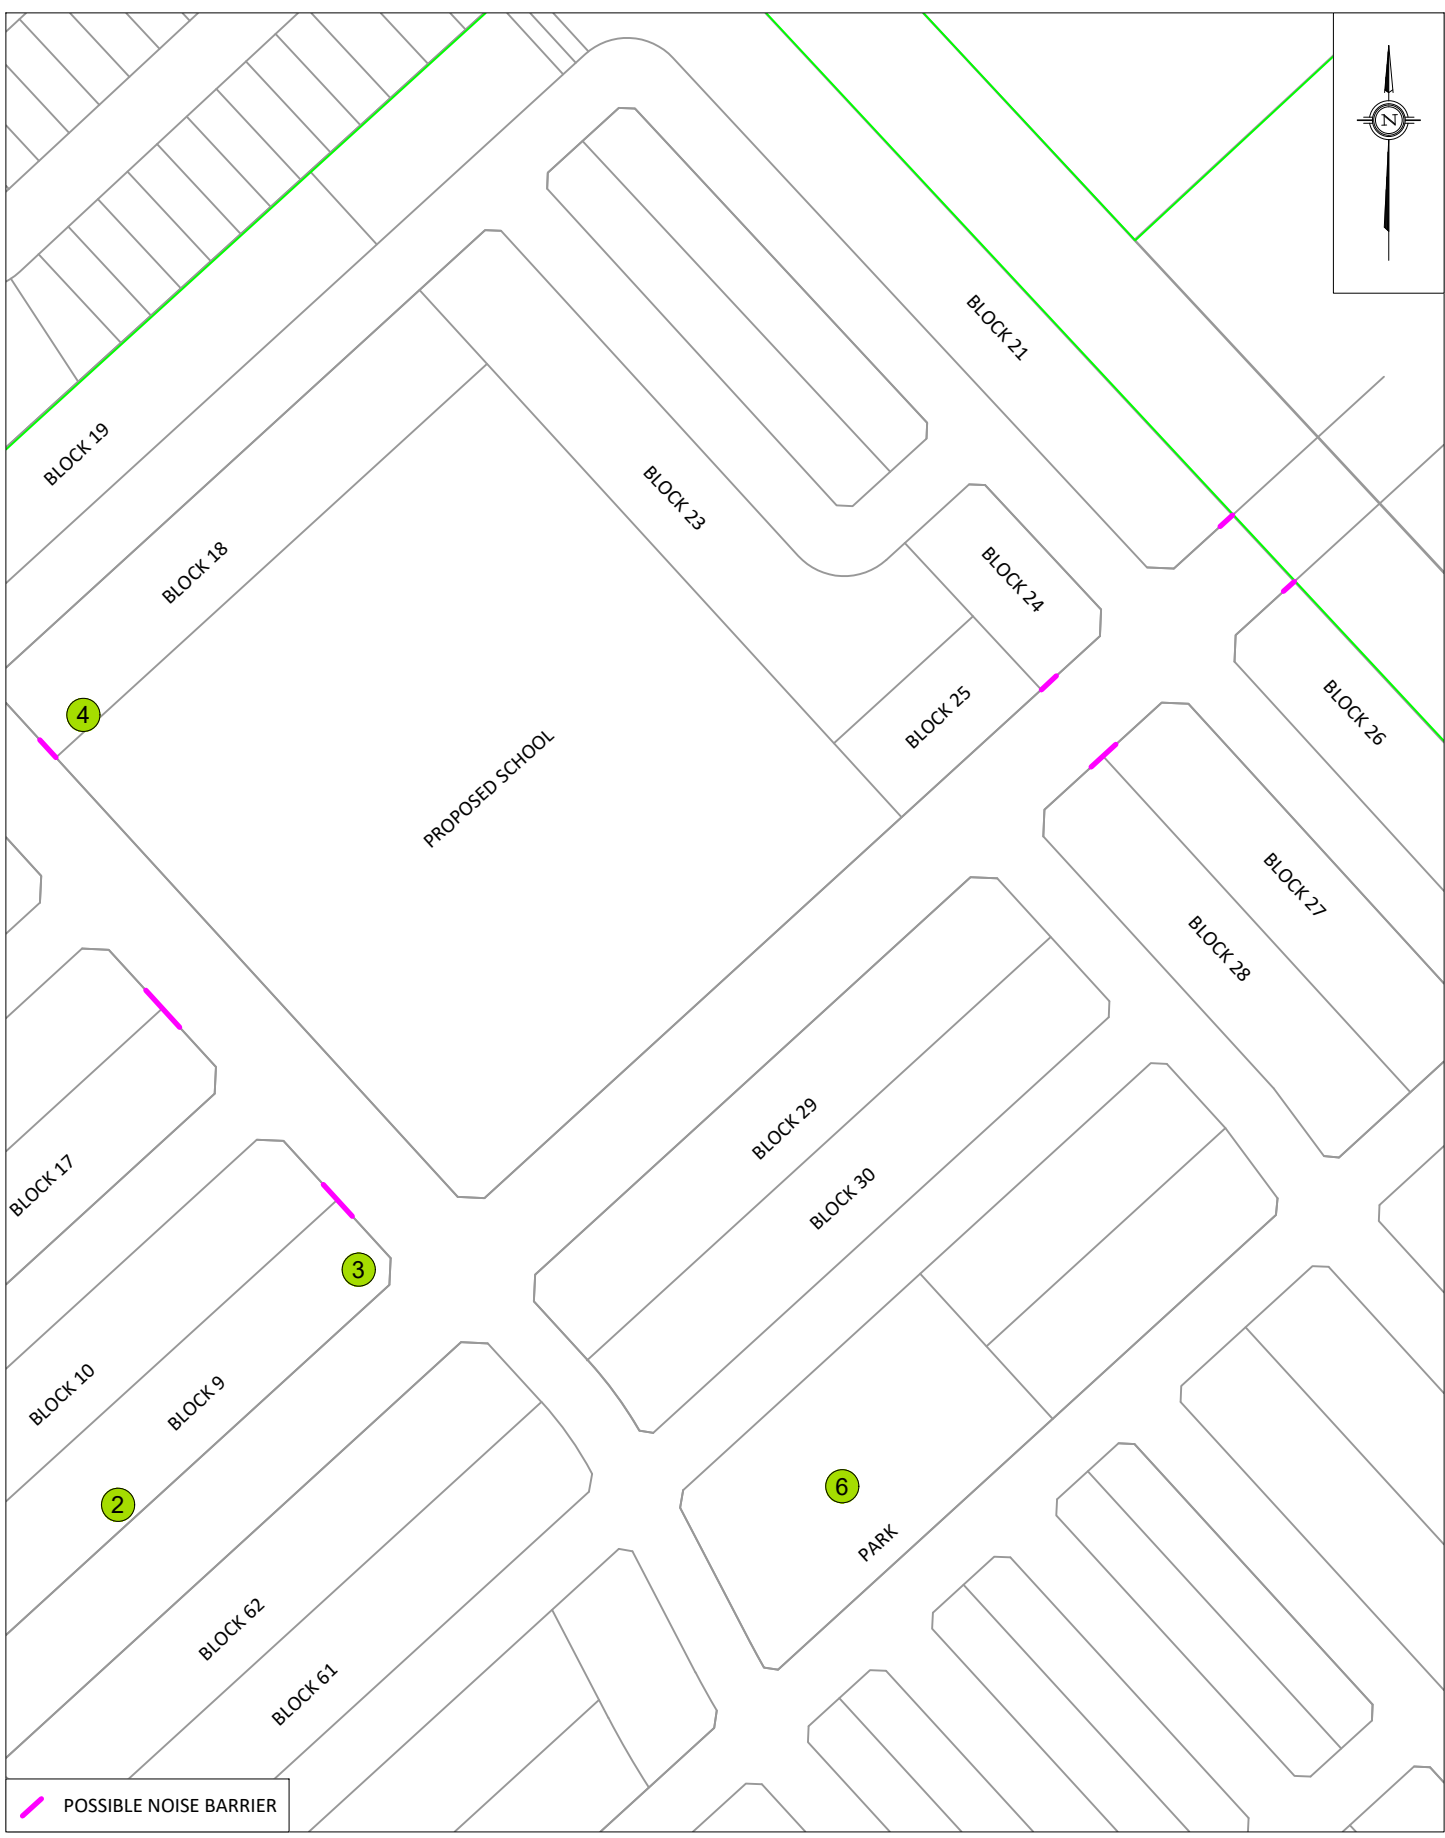 N
BLOCK 21
BLOCK 19
BLOCK 23
BLOCK 18
BLOCK 24
4
BLOCK 25
BLOCK 26
PROPOSED SCHOOL
BLOCK 27
BLOCK 28
BLOCK 29
BLOCK 17
BLOCK 30
3
BLOCK 10
BLOCK 9
6
2
PARK
BLOCK 62
BLOCK 61
POSSIBLE NOISE BARRIER